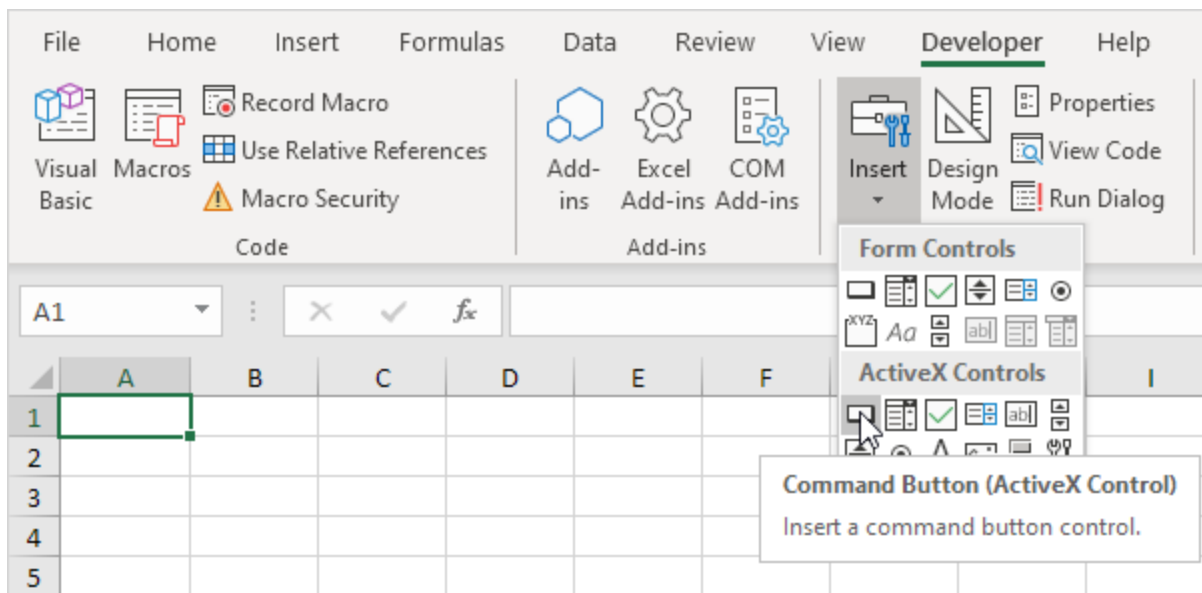 File Home Insert Formulas Data Review View Developer Help
Visual Basic
Macros
Record Macro
Use Relative References
Macro Security
Code
Add-ins
Excel Add-ins
COM Add-ins
Add-ins
Insert
Design Mode
Properties
View Code
Run Dialog
Form Controls
XYZ Aa ab|
A1 fx
ActiveX Controls
ab|
A
A B C D E F I
1
2
3
4
5
Command Button (ActiveX Control)
Insert a command button control.